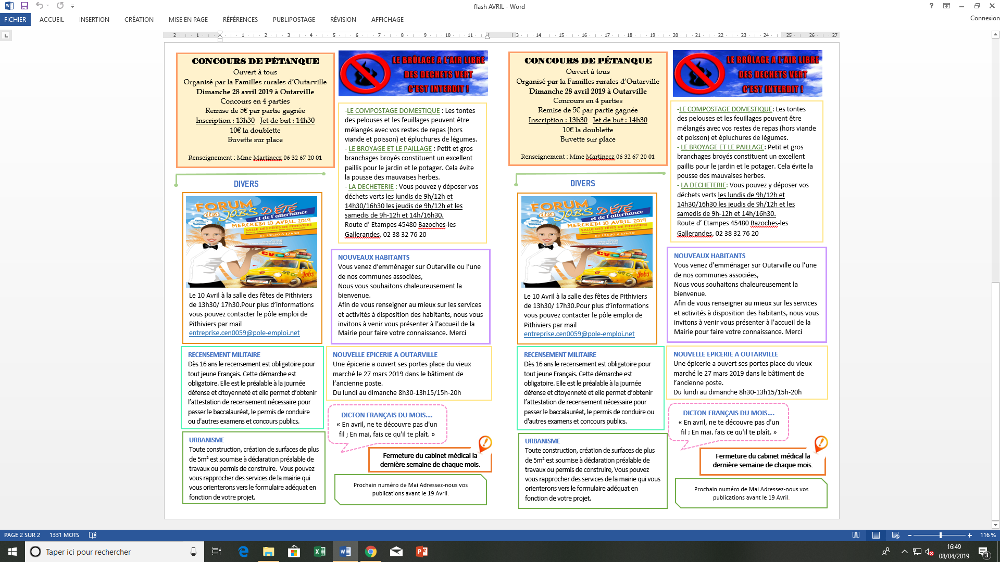 flash AVRIL - Word
FICHIER ACCUEIL INSERTION CRÉATION MISE EN PAGE RÉFÉRENCES PUBLIPOSTAGE RÉVISION AFFICHAGE
Connexion
2 1 1 2 3 4 5 6 7 8 9 10 11 13 14 15 16 17 18 19 20 21 22 23 24 25 26 27
CONCOURS DE PÉTANQUE
Ouvert à tous
Organisé par la Familles rurales d’Outarville
Dimanche 28 avril 2019 à Outarville
Concours en 4 parties
Remise de 5€ par partie gagnée
Inscription : 13h30 Jet de but : 14h30
10€ la doublette
Buvette sur place
Renseignement : Mme Martinecz 06 32 67 20 01
DIVERS
FORUM
des JOBS D'ÉTÉ
et de l'alternance
MERCREDI 10 AVRIL 2019
SALLE DES FÊTES DE PITHIVIERS
De 13h30 à 17h30
CV
Jobs
Le 10 Avril à la salle des fêtes de Pithiviers
de 13h30/ 17h30.Pour plus d’informations
vous pouvez contacter le pôle emploi de
Pithiviers par mail
entreprise.cen0059@pole-emploi.net
RECENSEMENT MILITAIRE
Dès 16 ans le recensement est obligatoire pour
tout jeune Français. Cette démarche est
obligatoire. Elle est le préalable à la journée
défense et citoyenneté et elle permet d’obtenir
l’attestation de recensement nécessaire pour
passer le baccalauréat, le permis de conduire
ou d'autres examens et concours publics.
URBANISME
Toute construction, création de surfaces de plus
de 5m² est soumise à déclaration préalable de
travaux ou permis de construire. Vous pouvez
vous rapprocher des services de la mairie qui
vous orienterons vers le formulaire adéquat en
fonction de votre projet.
LE BRÛLAGE A L'AIR LIBRE
DES DECHETS VERT
C'EST INTERDIT !
-LE COMPOSTAGE DOMESTIQUE : Les tontes
des pelouses et les feuillages peuvent être
mélangés avec vos restes de repas (hors
viande et poisson) et épluchures de légumes.
- LE BROYAGE ET LE PAILLAGE : Petit et gros
branchages broyés constituent un excellent
paillis pour le jardin et le potager. Cela évite
la pousse des mauvaises herbes.
- LA DECHETERIE : Vous pouvez y déposer vos
déchets verts les lundis de 9h/12h et
14h30/16h30 les jeudis de 9h/12h et les
samedis de 9h-12h et 14h/16h30.
Route d’ Etampes 45480 Bazoches-les
Gallerandes. 02 38 32 76 20
NOUVEAUX HABITANTS
Vous venez d’emménager sur Outarville ou l’une
de nos communes associées,
Nous vous souhaitons chaleureusement la
bienvenue.
Afin de vous renseigner au mieux sur les services
et activités à disposition des habitants, nous vous
invitons à venir vous présenter à l’accueil de la
Mairie pour faire votre connaissance. Merci
NOUVELLE EPICERIE A OUTARVILLE
Une épicerie a ouvert ses portes place du vieux
marché le 27 mars 2019 dans le bâtiment de
l’ancienne poste.
Du lundi au dimanche 8h30-13h15/15h-20h
DICTON FRANÇAIS DU MOIS....
« En avril, ne te découvre pas d'un
fil ; En mai, fais ce qu'il te plaît. »
Fermeture du cabinet médical la
dernière semaine de chaque mois.
Prochain numéro de Mai Adressez-nous vos
publications avant le 19 Avril.
CONCOURS DE PÉTANQUE
Ouvert à tous
Organisé par la Familles rurales d’Outarville
Dimanche 28 avril 2019 à Outarville
Concours en 4 parties
Remise de 5€ par partie gagnée
Inscription : 13h30 Jet de but : 14h30
10€ la doublette
Buvette sur place
Renseignement : Mme Martinecz 06 32 67 20 01
DIVERS
FORUM
des JOBS D'ÉTÉ
et de l'alternance
MERCREDI 10 AVRIL 2019
SALLE DES FÊTES DE PITHIVIERS
De 13h30 à 17h30
CV
Jobs
Le 10 Avril à la salle des fêtes de Pithiviers
de 13h30/ 17h30.Pour plus d’informations
vous pouvez contacter le pôle emploi de
Pithiviers par mail
entreprise.cen0059@pole-emploi.net
RECENSEMENT MILITAIRE
Dès 16 ans le recensement est obligatoire pour
tout jeune Français. Cette démarche est
obligatoire. Elle est le préalable à la journée
défense et citoyenneté et elle permet d’obtenir
l’attestation de recensement nécessaire pour
passer le baccalauréat, le permis de conduire ou
d'autres examens et concours publics.
URBANISME
Toute construction, création de surfaces de plus
de 5m² est soumise à déclaration préalable de
travaux ou permis de construire, Vous pouvez
vous rapprocher des services de la mairie qui vous
orienterons vers le formulaire adéquat en
fonction de votre projet.
LE BRÛLAGE A L'AIR LIBRE
DES DECHETS VERT
C'EST INTERDIT !
-LE COMPOSTAGE DOMESTIQUE: Les tontes
des pelouses et les feuillages peuvent être
mélangés avec vos restes de repas (hors viande
et poisson) et épluchures de légumes.
- LE BROYAGE ET LE PAILLAGE: Petit et gros
branchages broyés constituent un excellent
paillis pour le jardin et le potager. Cela évite la
pousse des mauvaises herbes.
- LA DECHETERIE: Vous pouvez y déposer vos
déchets verts les lundis de 9h/12h et
14h30/16h30 les jeudis de 9h/12h et les
samedis de 9h-12h et 14h/16h30.
Route d’ Etampes 45480 Bazoches-les
Gallerandes. 02 38 32 76 20
NOUVEAUX HABITANTS
Vous venez d’emménager sur Outarville ou l’une
de nos communes associées,
Nous vous souhaitons chaleureusement la
bienvenue.
Afin de vous renseigner au mieux sur les services
et activités à disposition des habitants, nous vous
invitons à venir vous présenter à l’accueil de la
Mairie pour faire votre connaissance. Merci
NOUVELLE EPICERIE A OUTARVILLE
Une épicerie a ouvert ses portes place du vieux
marché le 27 mars 2019 dans le bâtiment de
l’ancienne poste.
Du lundi au dimanche 8h30-13h15/15h-20h
DICTON FRANÇAIS DU MOIS....
« En avril, ne te découvre pas d'un
fil ; En mai, fais ce qu'il te plaît. »
Fermeture du cabinet médical la
dernière semaine de chaque mois.
Prochain numéro de Mai Adressez-nous vos
publications avant le 19 Avril.
PAGE 2 SUR 2 1331 MOTS 116 %
Taper ici pour rechercher
16:49
08/04/2019
3